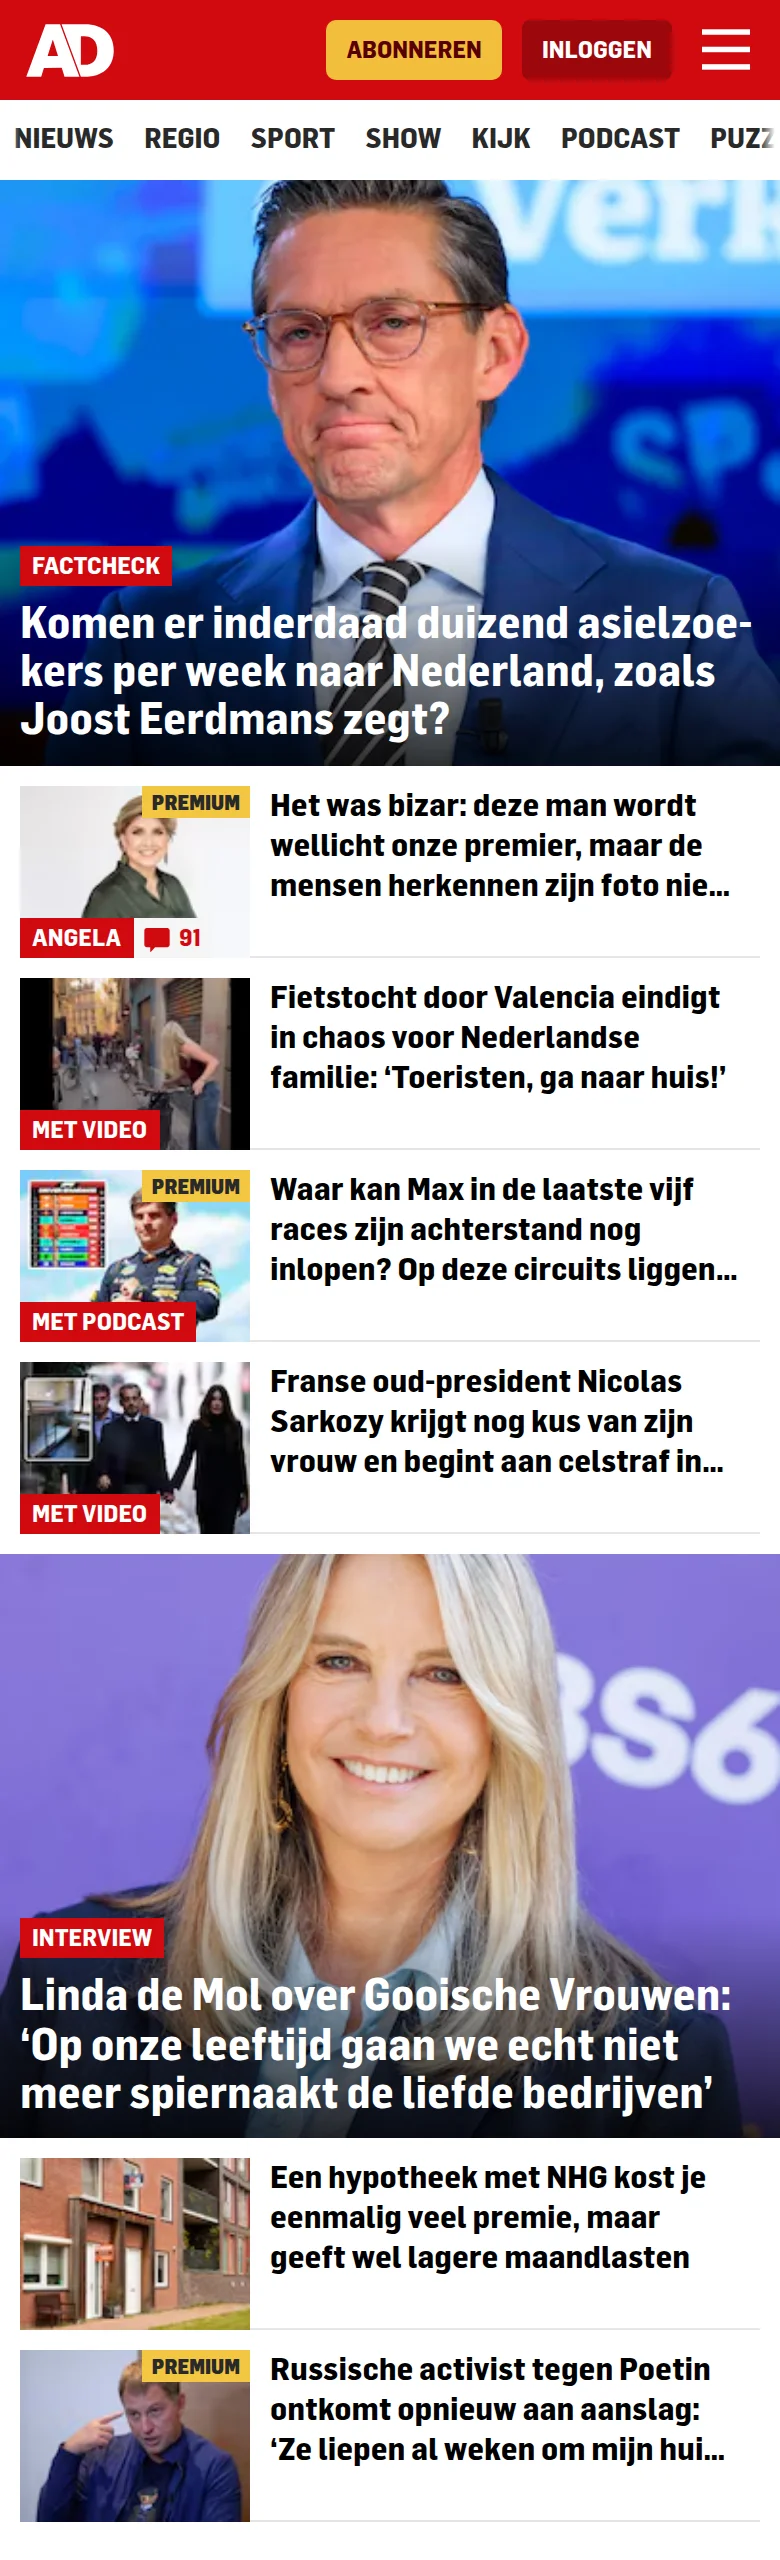 AD
ABONNEREN
INLOGGEN
NIEUWS REGIO SPORT SHOW KIJK PODCAST PUZZ
Verk
SP.
FACTCHECK
Komen er inderdaad duizend asielzoe-
kers per week naar Nederland, zoals
Joost Eerdmans zegt?
PREMIUM
ANGELA
91
Het was bizar: deze man wordt
wellicht onze premier, maar de
mensen herkennen zijn foto nie...
MET VIDEO
Fietstocht door Valencia eindigt
in chaos voor Nederlandse
familie: ‘Toeristen, ga naar huis!’
PREMIUM
MET PODCAST
Waar kan Max in de laatste vijf
races zijn achterstand nog
inlopen? Op deze circuits liggen...
MET VIDEO
Franse oud-president Nicolas
Sarkozy krijgt nog kus van zijn
vrouw en begint aan celstraf in...
BS6
INTERVIEW
Linda de Mol over Gooische Vrouwen:
‘Op onze leeftijd gaan we echt niet
meer spiernaakt de liefde bedrijven’
Een hypotheek met NHG kost je
eenmalig veel premie, maar
geeft wel lagere maandlasten
PREMIUM
Russische activist tegen Poetin
ontkomt opnieuw aan aanslag:
‘Ze liepen al weken om mijn hui...